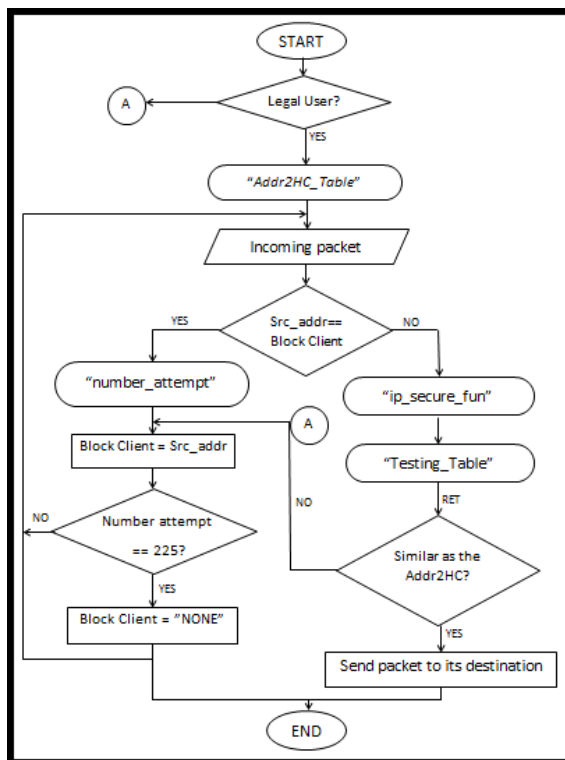 START
Legal User?
A
YES
“Addr2HC_Table”
Incoming packet
Src_addr==
Block Client
YES
NO
“number_attempt”
“ip_secure_fun”
A
Block Client = Src_addr
“Testing_Table”
NO
RET
NO
Number attempt
== 225?
Similar as the
Addr2HC?
YES
Block Client = ”NONE”
YES
Send packet to its destination
END